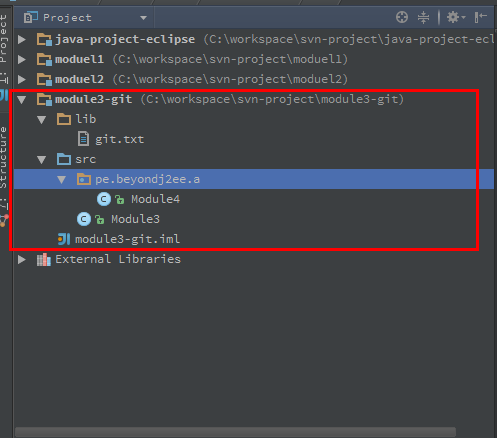 Project
java-project-eclipse (C:\workspace\svn-project\java-project-ecl
moduel1 (C:\workspace\svn-project\moduel1)
moduel2 (C:\workspace\svn-project\moduel2)
module3-git (C:\workspace\svn-project\module3-git)
lib
git.txt
src
pe.beyondj2ee.a
Module4
Module3
module3-git.iml
External Libraries
1: Project
7: Structure